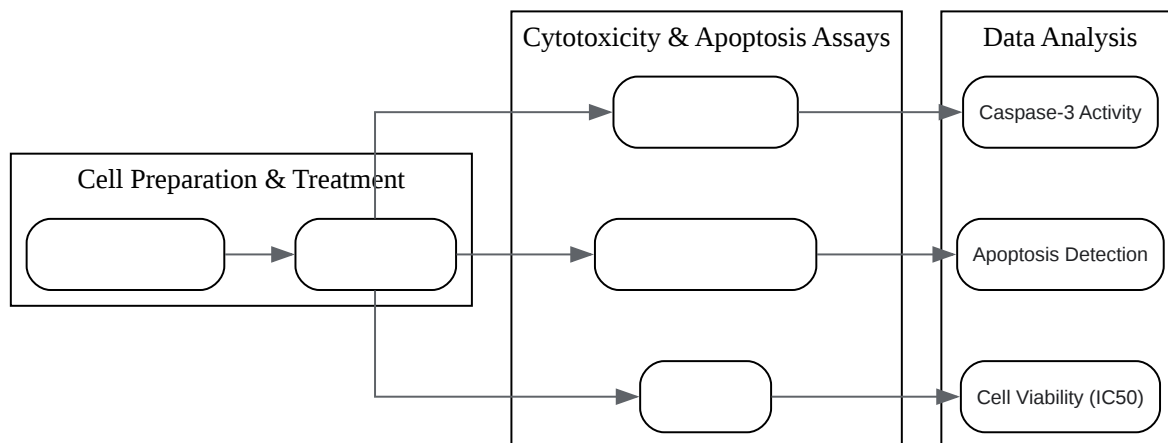 Cytotoxicity & Apoptosis Assays
Data Analysis
Caspase-3 Activity
Cell Preparation & Treatment
Apoptosis Detection
Cell Viability (IC50)